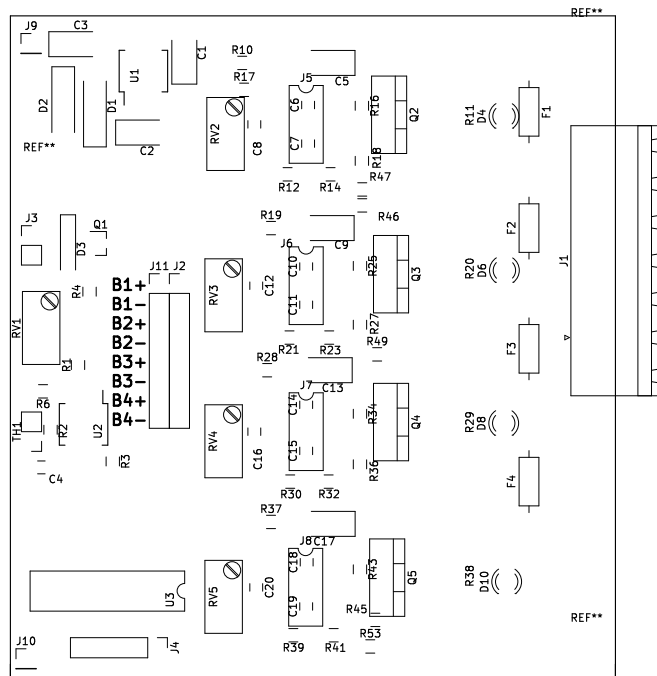 REF**
J9
C3
C1
R10
U1
R17
J5
C5
D2
D1
RV2
C6
R16
Q2
R11
D4
F1
C2
C7
C8
REF**
R18
R12
R14
R47
J3
Q1
R19
R46
F2
D3
J6
C9
J1
J11
J2
C10
R25
Q3
R20
D6
R4
B1+
RV3
C12
RV1
B1-
C11
B2+
R27
B2-
R21
R23
R49
F3
R1
B3+
R28
B3-
J7
C13
R6
B4+
C14
R34
Q4
R29
D8
TH1
R2
U2
B4-
RV4
C15
C16
R3
R36
C4
R30
R32
F4
R37
J8
C17
C18
R43
Q5
R38
D10
U3
RV5
C20
C19
R45
REF**
J10
J4
R39
R41
R53